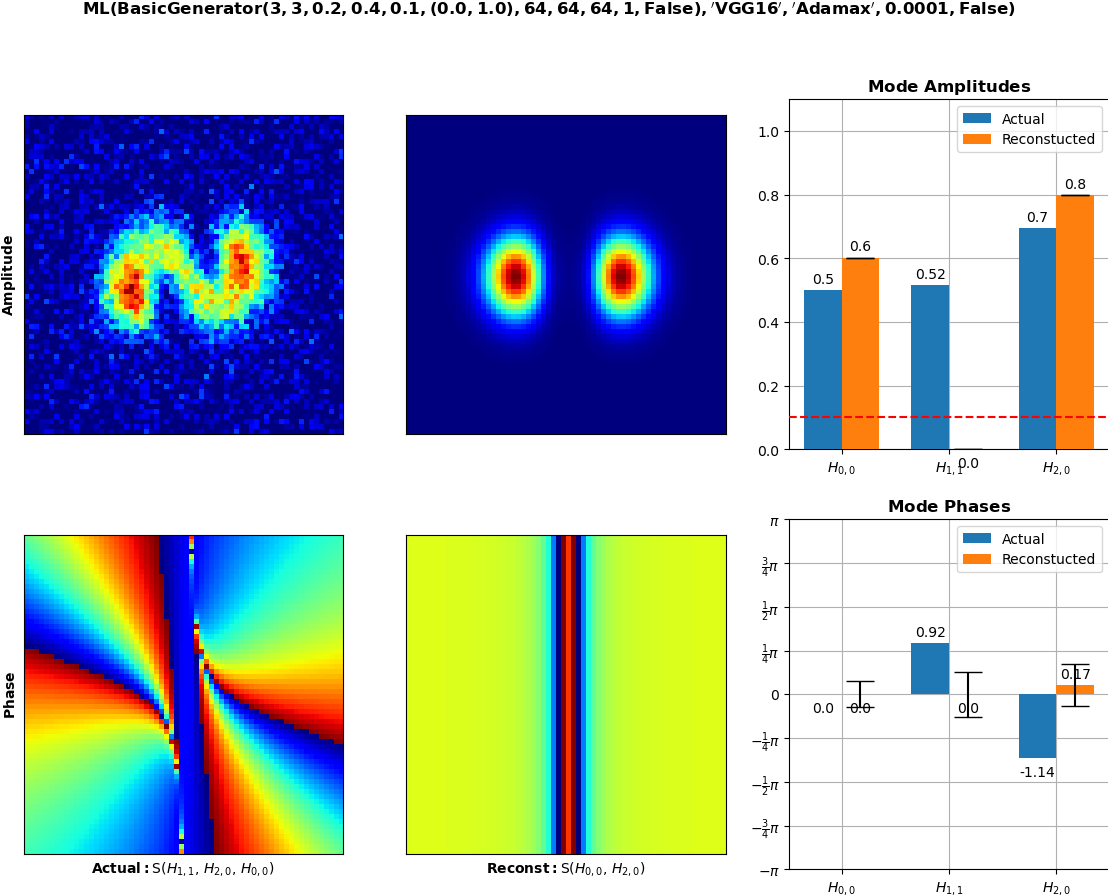 ML(BasicGenerator(3, 3, 0.2, 0.4, 0.1, (0.0, 1.0), 64, 64, 64, 1, False), ′VGG16′, ′Adamax′, 0.0001, False)
Amplitude
Mode Amplitudes
Actual
Reconstucted
1.0
0.8
0.6
0.4
0.2
0.0
0.5
0.6
0.52
0.0
0.7
0.8
H0,0
H1,1
H2,0
Phase
Actual: S(H1,1, H2,0, H0,0)
Reconst: S(H0,0, H2,0)
Mode Phases
Actual
Reconstucted
π
3/4π
1/2π
1/4π
0
−1/4π
−1/2π
−3/4π
−π
0.0
0.0
0.92
0.0
-1.14
0.17
H0,0
H1,1
H2,0